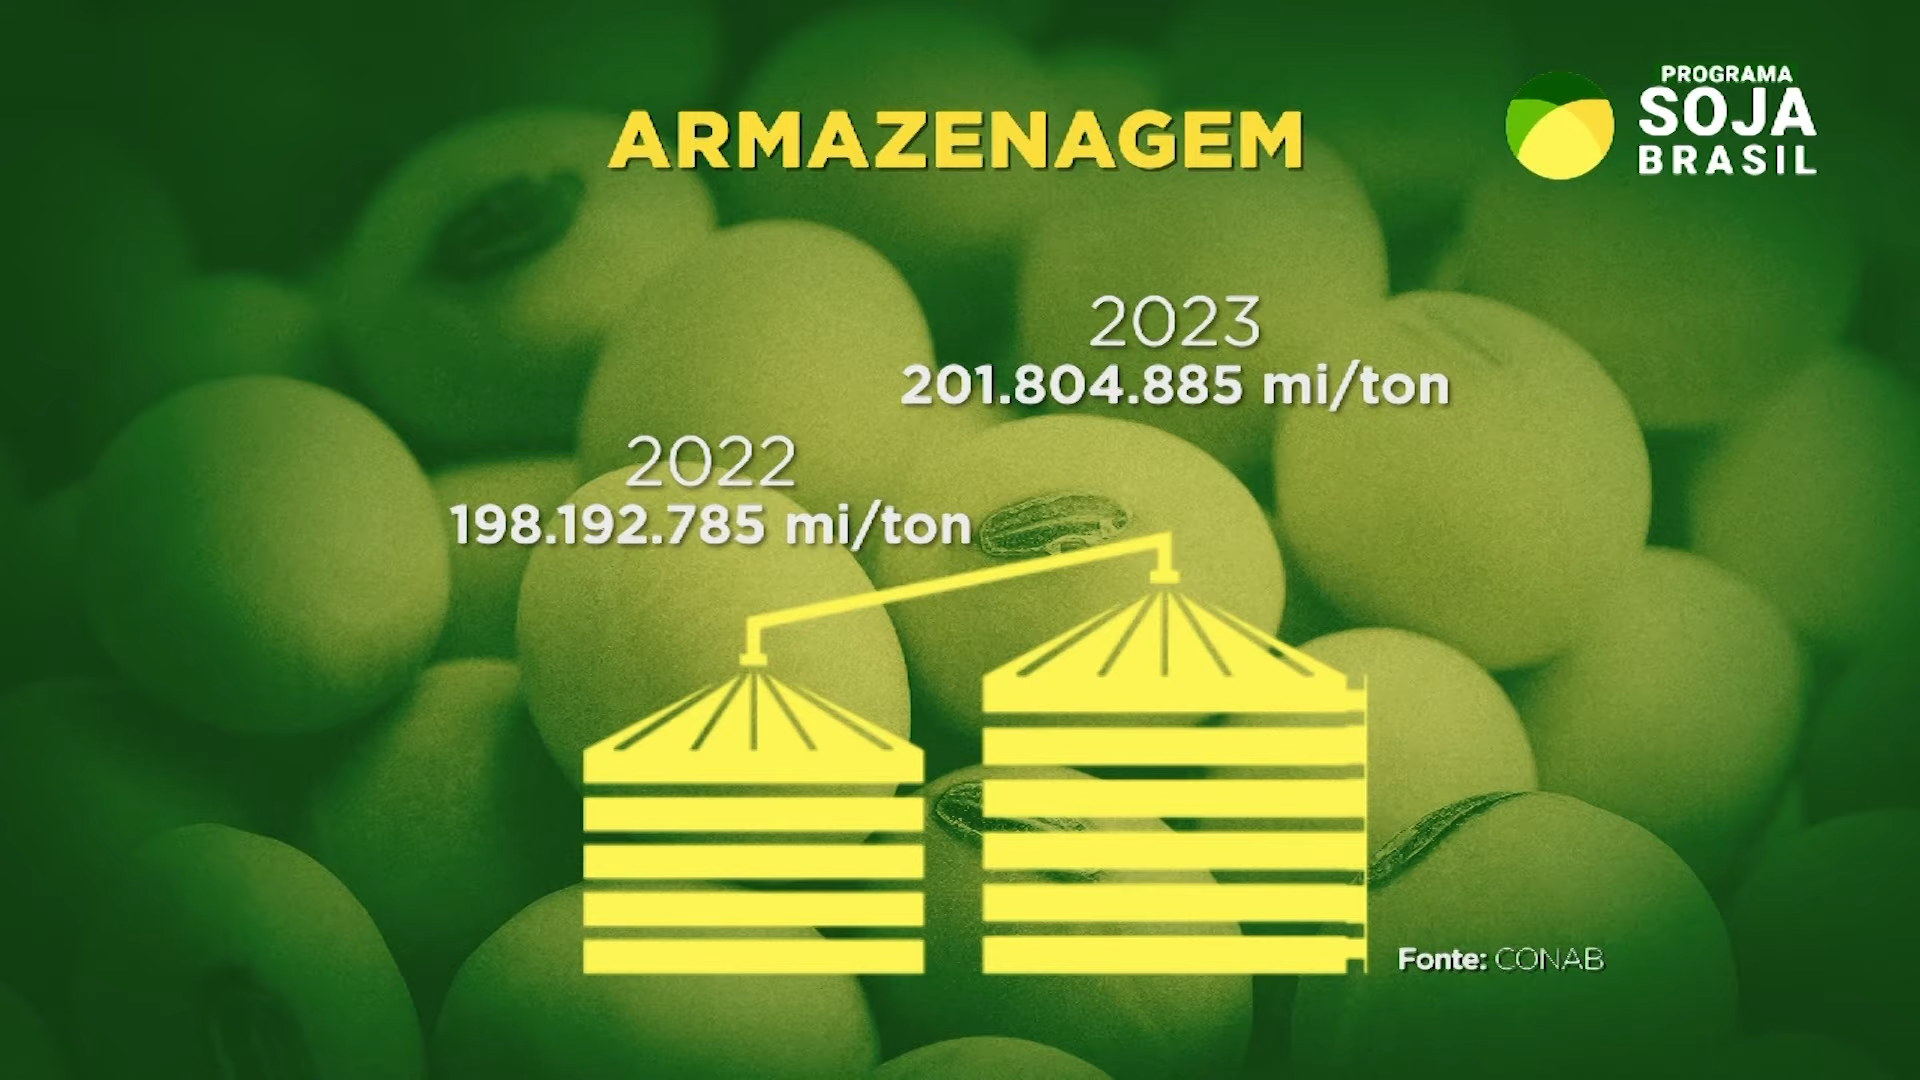 ARMAZENAGEM
PROGRAMA
SOJA
BRASIL
2023
201.804.885 mi/ton
2022
198.192.785 mi/ton
Fonte: CONAB